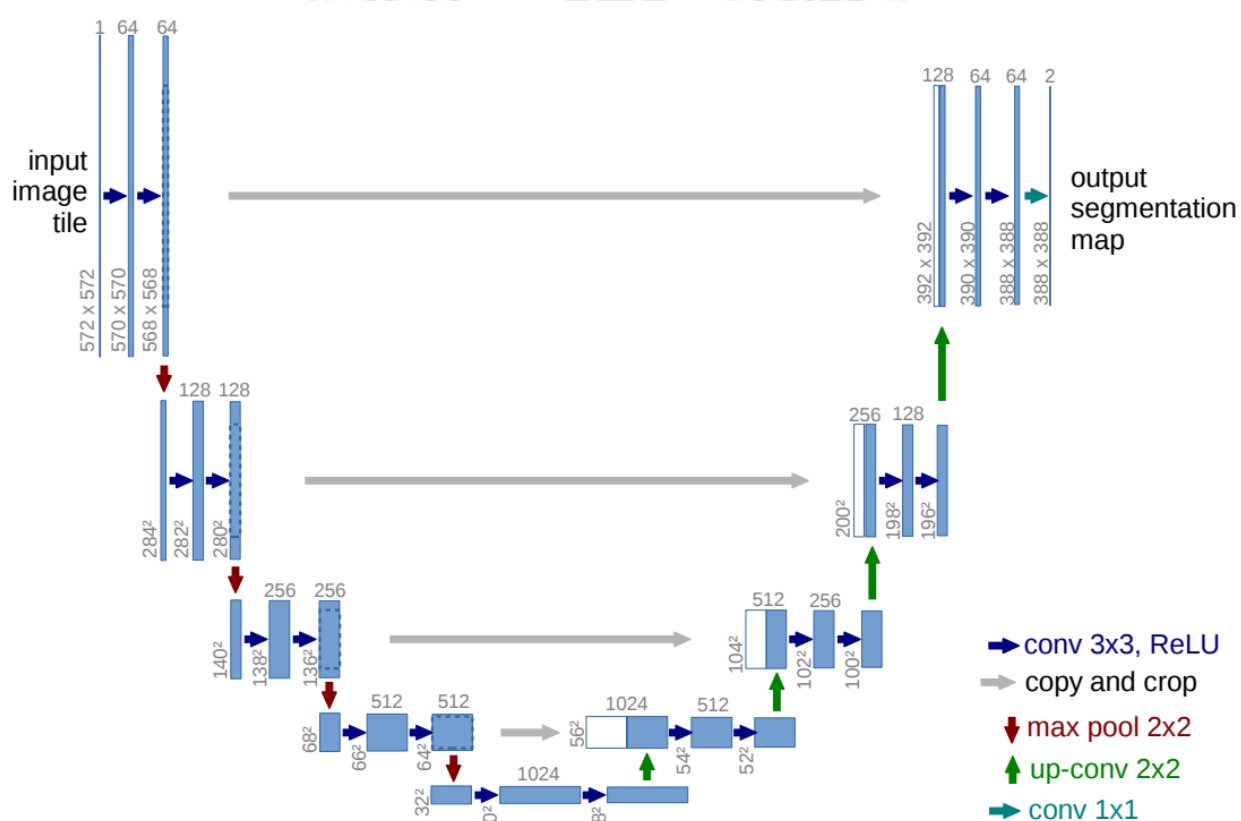 1 64 64
input
image
tile
572 x 572
570 x 570
568 x 568
128 64 64 2
output
segmentation
map
392 x 392
390 x 390
388 x 388
388 x 388
128 128
284²
282²
280²
256 128
200²
198²
196²
256 256
140²
138²
136²
512 256
104²
102²
100²
512 512
68²
66²
64²
1024 512
56²
54²
52²
1024
32²
conv 3x3, ReLU
copy and crop
max pool 2x2
up-conv 2x2
conv 1x1